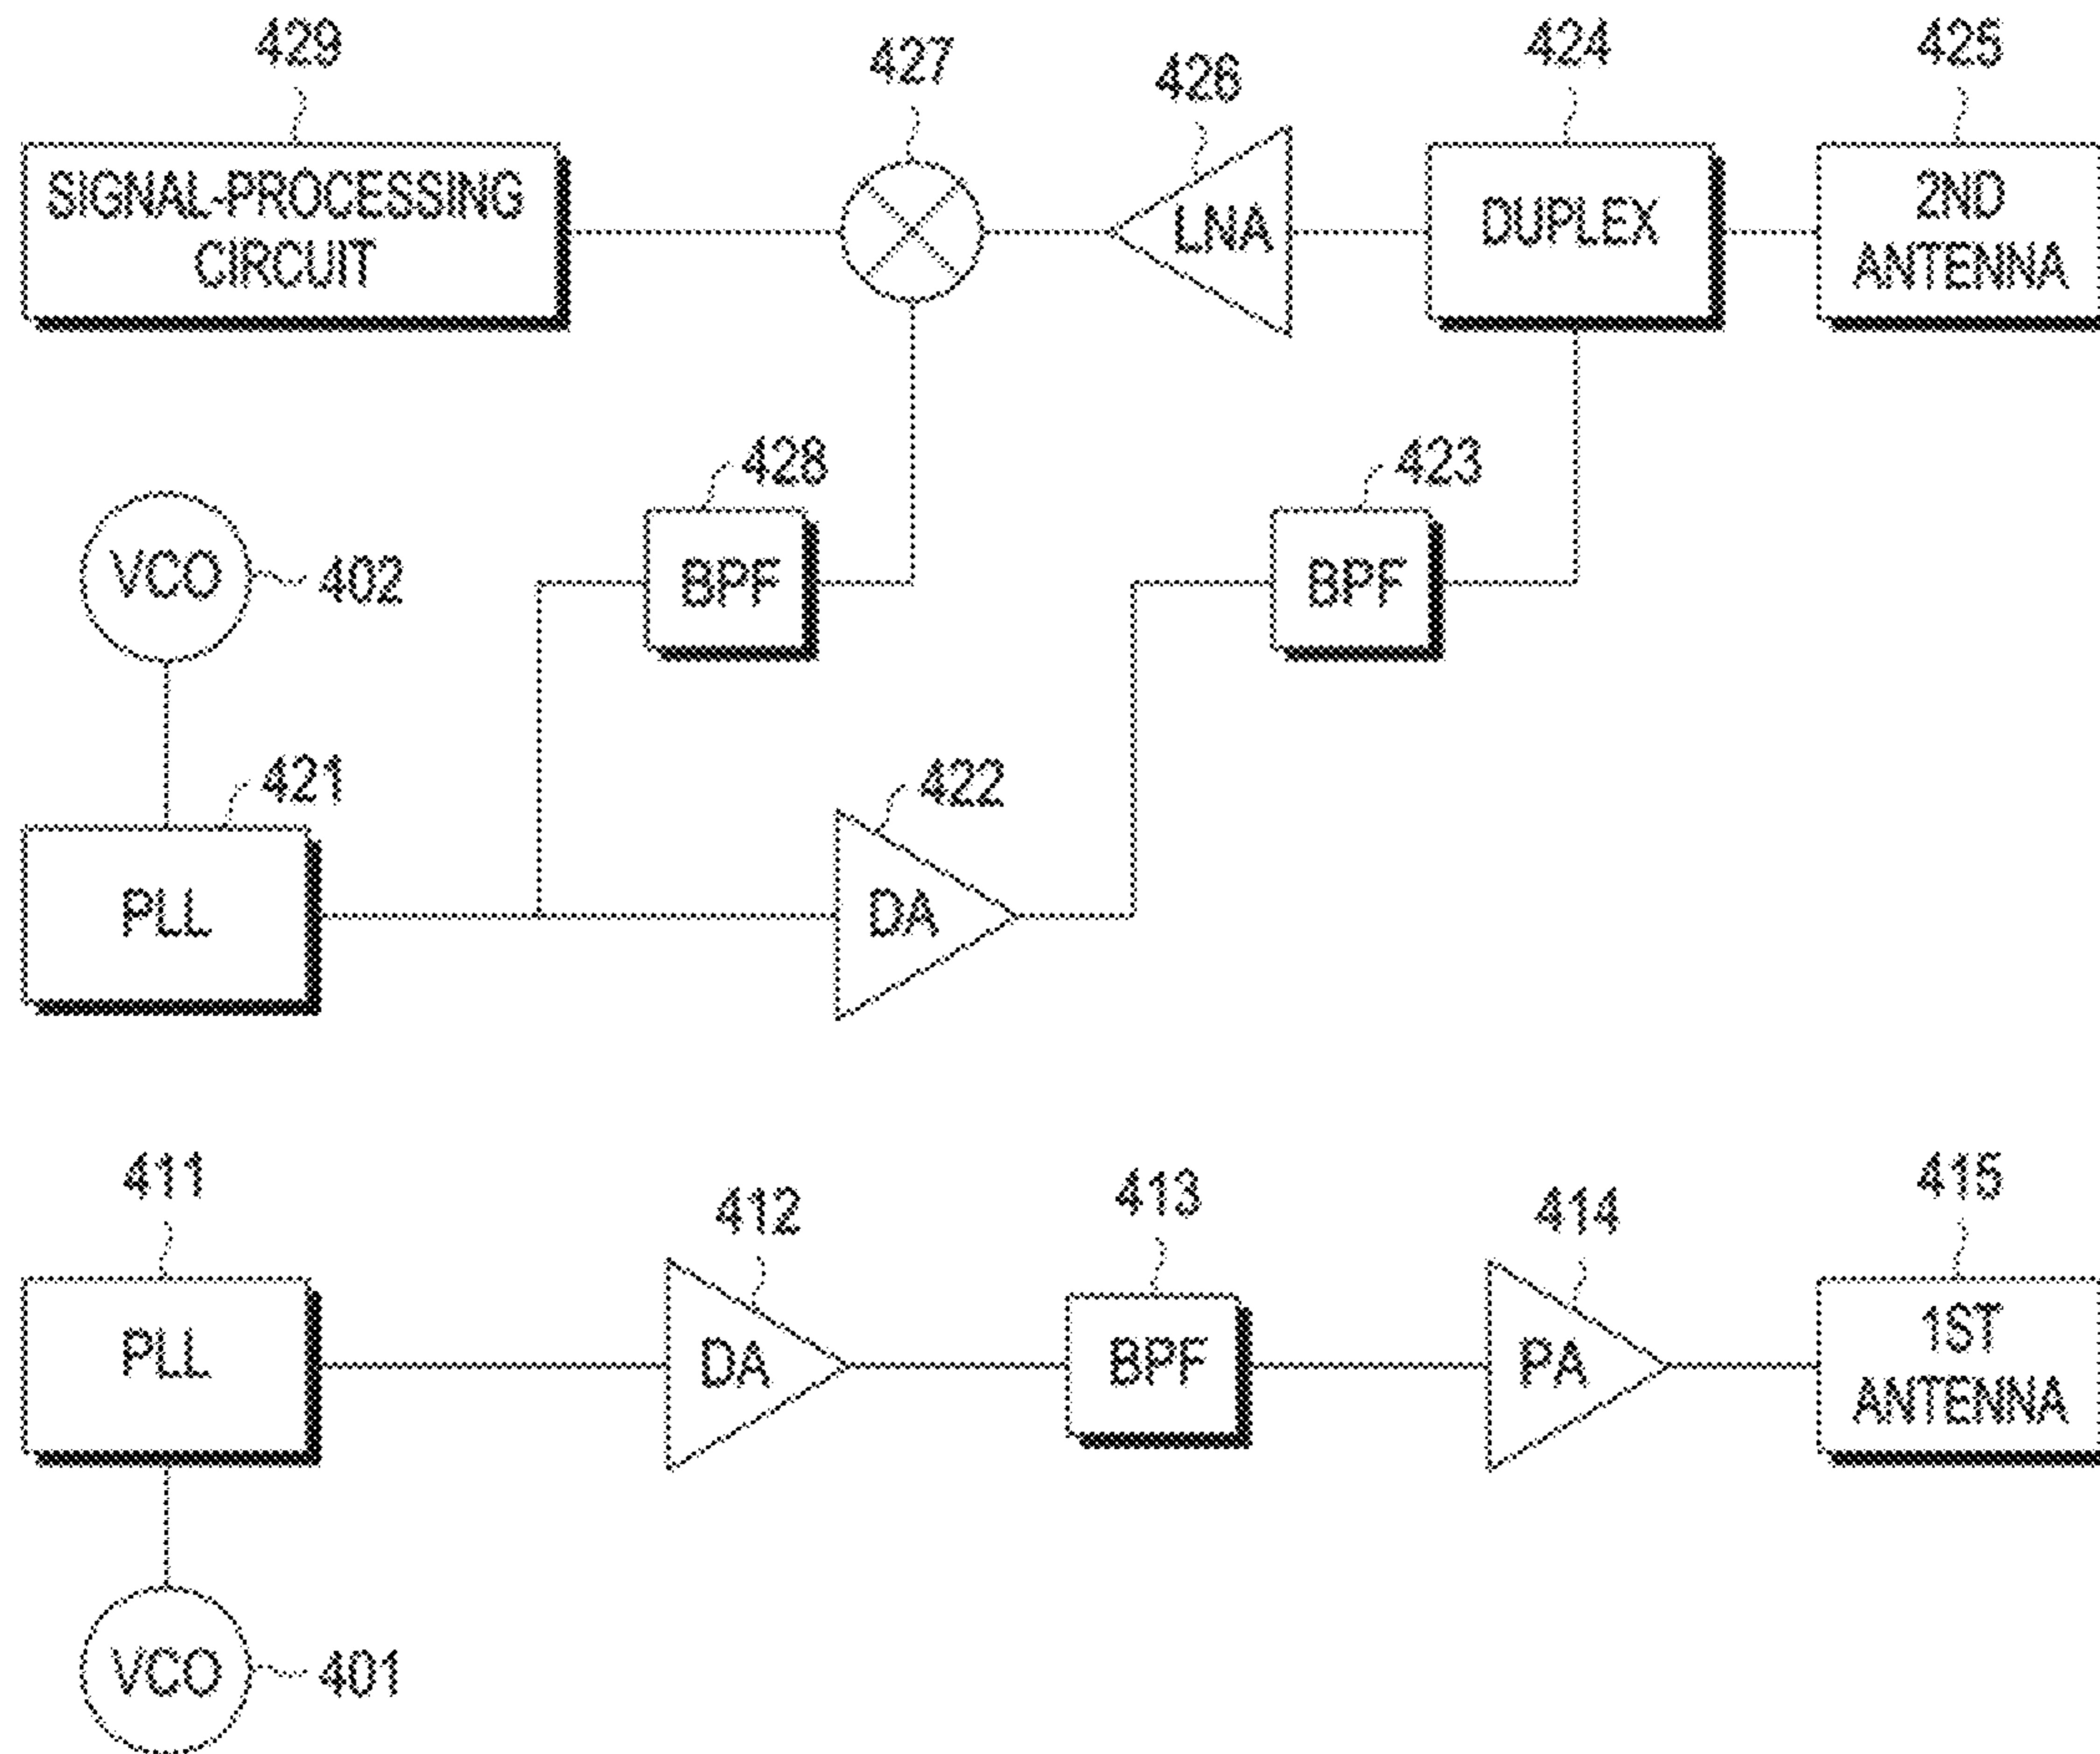 429
427
426
424
425
SIGNAL-PROCESSING
CIRCUIT
LNA
DUPLEX
2ND
ANTENNA
428
423
VCO
402
BPF
BPF
421
422
PLL
DA
411
412
413
414
415
PLL
DA
BPF
PA
1ST
ANTENNA
VCO
401